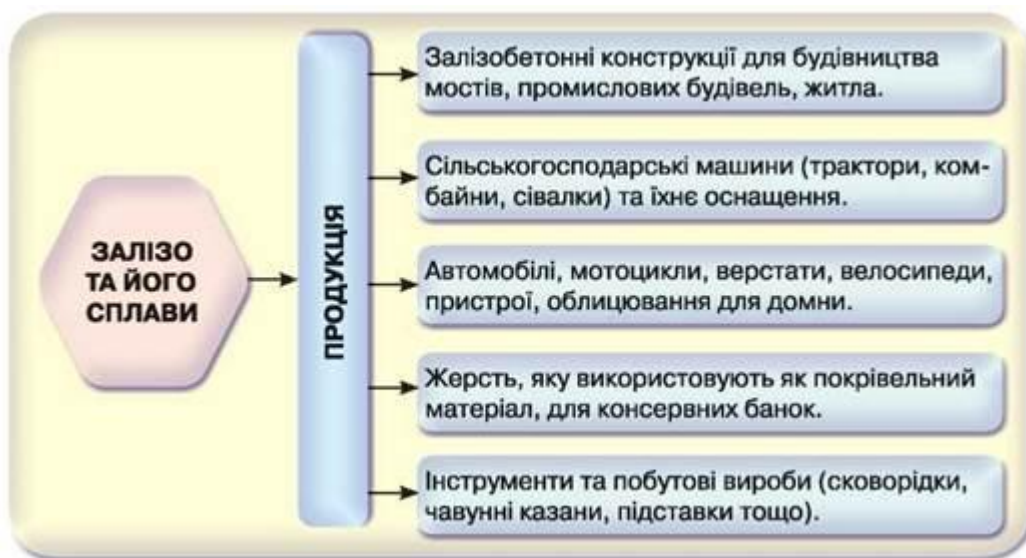 ЗАЛІЗО
ТА ЙОГО
СПЛАВИ
ПРОДУКЦІЯ
Залізобетонні конструкції для будівництва
мостів, промислових будівель, житла.
Сільськогосподарські машини (трактори, ком-
байни, сівалки) та їхнє оснащення.
Автомобілі, мотоцикли, верстати, велосипеди,
пристрої, облицювання для домни.
Жерсть, яку використовують як покрівельний
матеріал, для консервних банок.
Інструменти та побутові вироби (сковорідки,
чавунні казани, підставки тощо).